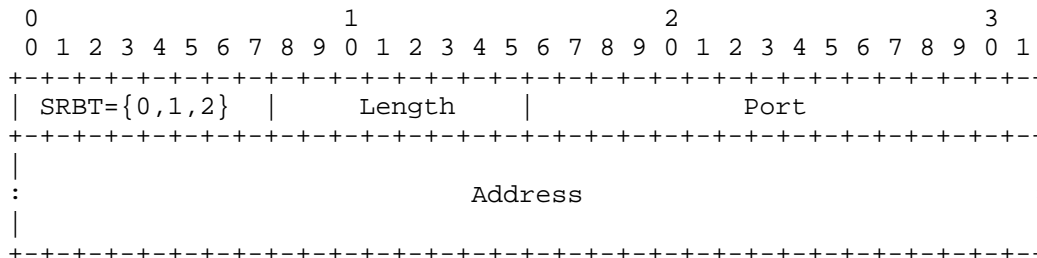 0                   1                   2                   3
 0 1 2 3 4 5 6 7 8 9 0 1 2 3 4 5 6 7 8 9 0 1 2 3 4 5 6 7 8 9 0 1
+-+-+-+-+-+-+-+-+-+-+-+-+-+-+-+-+-+-+-+-+-+-+-+-+-+-+-+-+-+-+-+--
| SRBT={0,1,2}  |     Length    |             Port
+-+-+-+-+-+-+-+-+-+-+-+-+-+-+-+-+-+-+-+-+-+-+-+-+-+-+-+-+-+-+-+--
|
:                            Address
|
+-+-+-+-+-+-+-+-+-+-+-+-+-+-+-+-+-+-+-+-+-+-+-+-+-+-+-+-+-+-+-+--